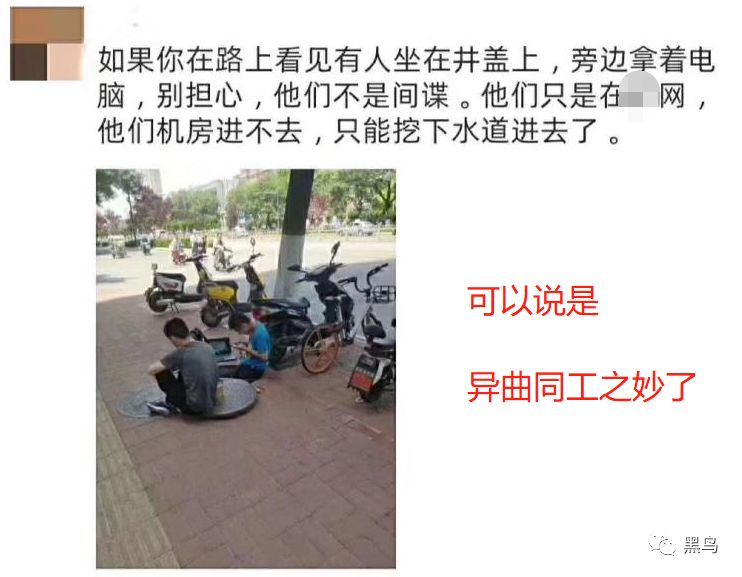 如果你在路上看见有人坐在井盖上，旁边拿着电
脑，别担心，他们不是间谍。他们只是在网，
他们机房进不去，只能挖下水道进去了。
可以说是
异曲同工之妙了
黑鸟